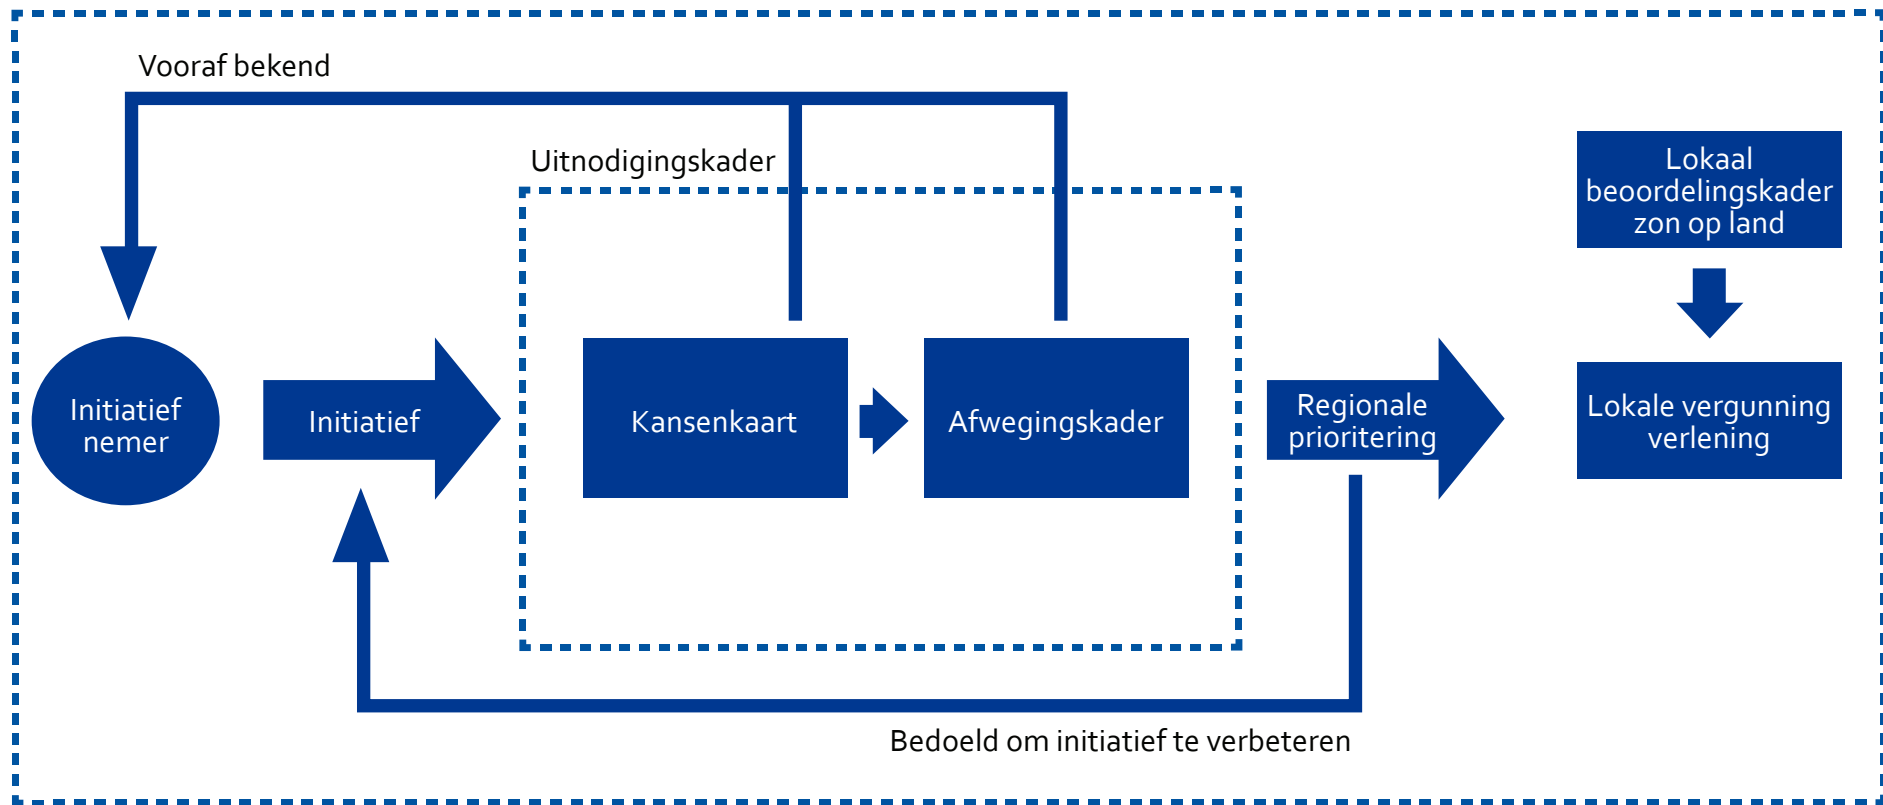 Vooraf bekend
Uitnodigingskader
Lokaal
beoordelingskader
zon op land
Initiatief
nemer
Initiatief
Kansenkaart
Afwegingskader
Regionale
prioritering
Lokale vergunning
verlening
Bedoeld om initiatief te verbeteren